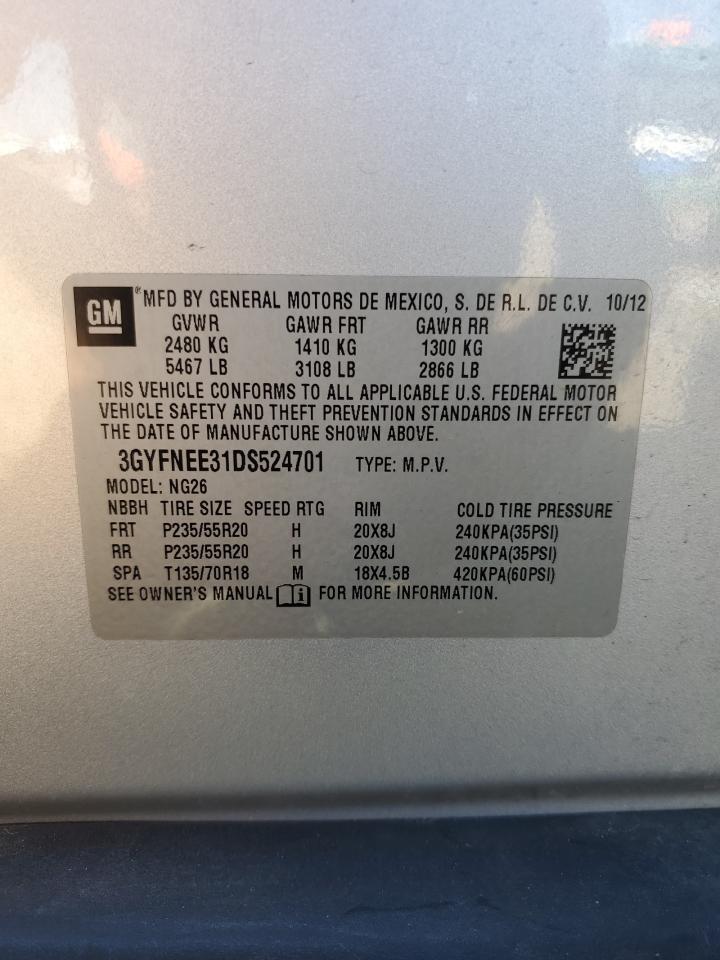 GM ® MFD BY GENERAL MOTORS DE MEXICO, S. DE R.L. DE C.V. 10/12
GVWR GAWR FRT GAWR RR
2480 KG 1410 KG 1300 KG
5467 LB 3108 LB 2866 LB
THIS VEHICLE CONFORMS TO ALL APPLICABLE U.S. FEDERAL MOTOR
VEHICLE SAFETY AND THEFT PREVENTION STANDARDS IN EFFECT ON
THE DATE OF MANUFACTURE SHOWN ABOVE.
3GYFNEE31DS524701 TYPE: M.P.V.
MODEL: NG26
NBBH TIRE SIZE SPEED RTG RIM COLD TIRE PRESSURE
FRT P235/55R20 H 20X8J 240KPA(35PSI)
RR P235/55R20 H 20X8J 240KPA(35PSI)
SPA T135/70R18 M 18X4.5B 420KPA(60PSI)
SEE OWNER'S MANUAL i FOR MORE INFORMATION.